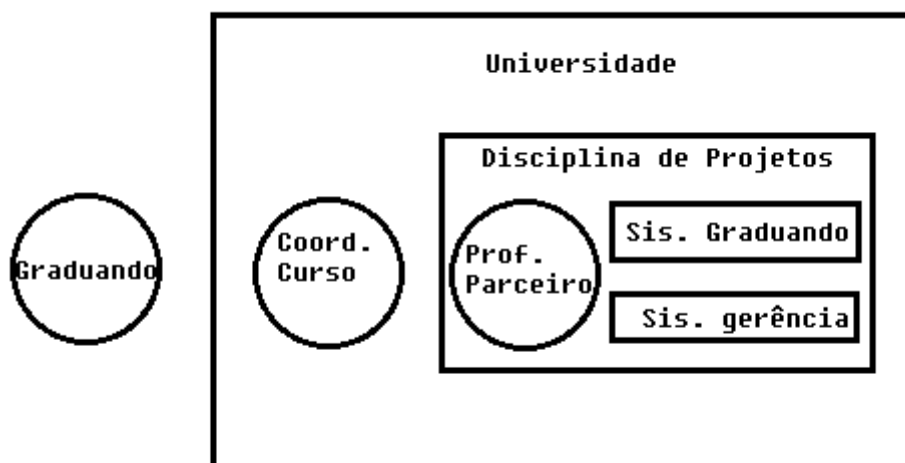 Universidade
Disciplina de Projetos
Graduando
Coord.
Curso
Prof.
Parceiro
Sis. Graduando
Sis. gerência